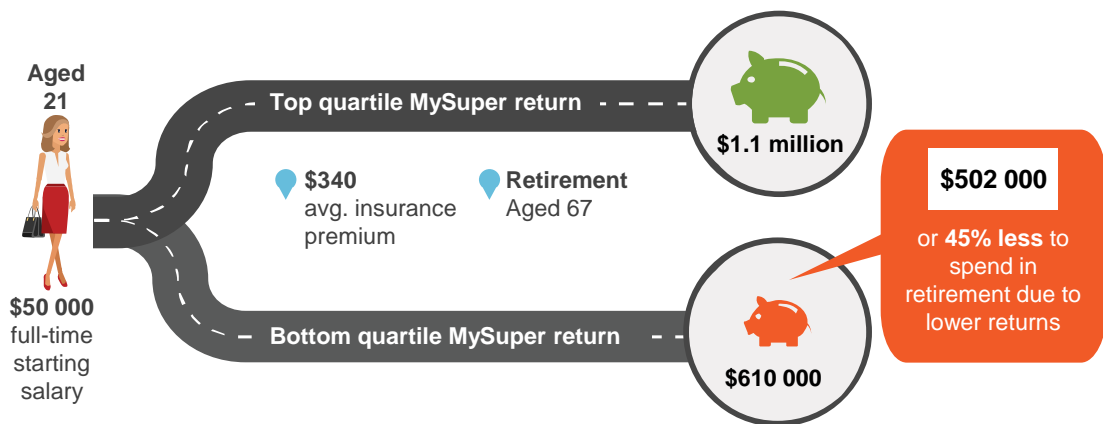 Aged
21
$50 000
full-time
starting
salary
Top quartile MySuper return
$1.1 million
$340
avg. insurance
premium
Retirement
Aged 67
Bottom quartile MySuper return
$610 000
$502 000
or 45% less to
spend in
retirement due to
lower returns